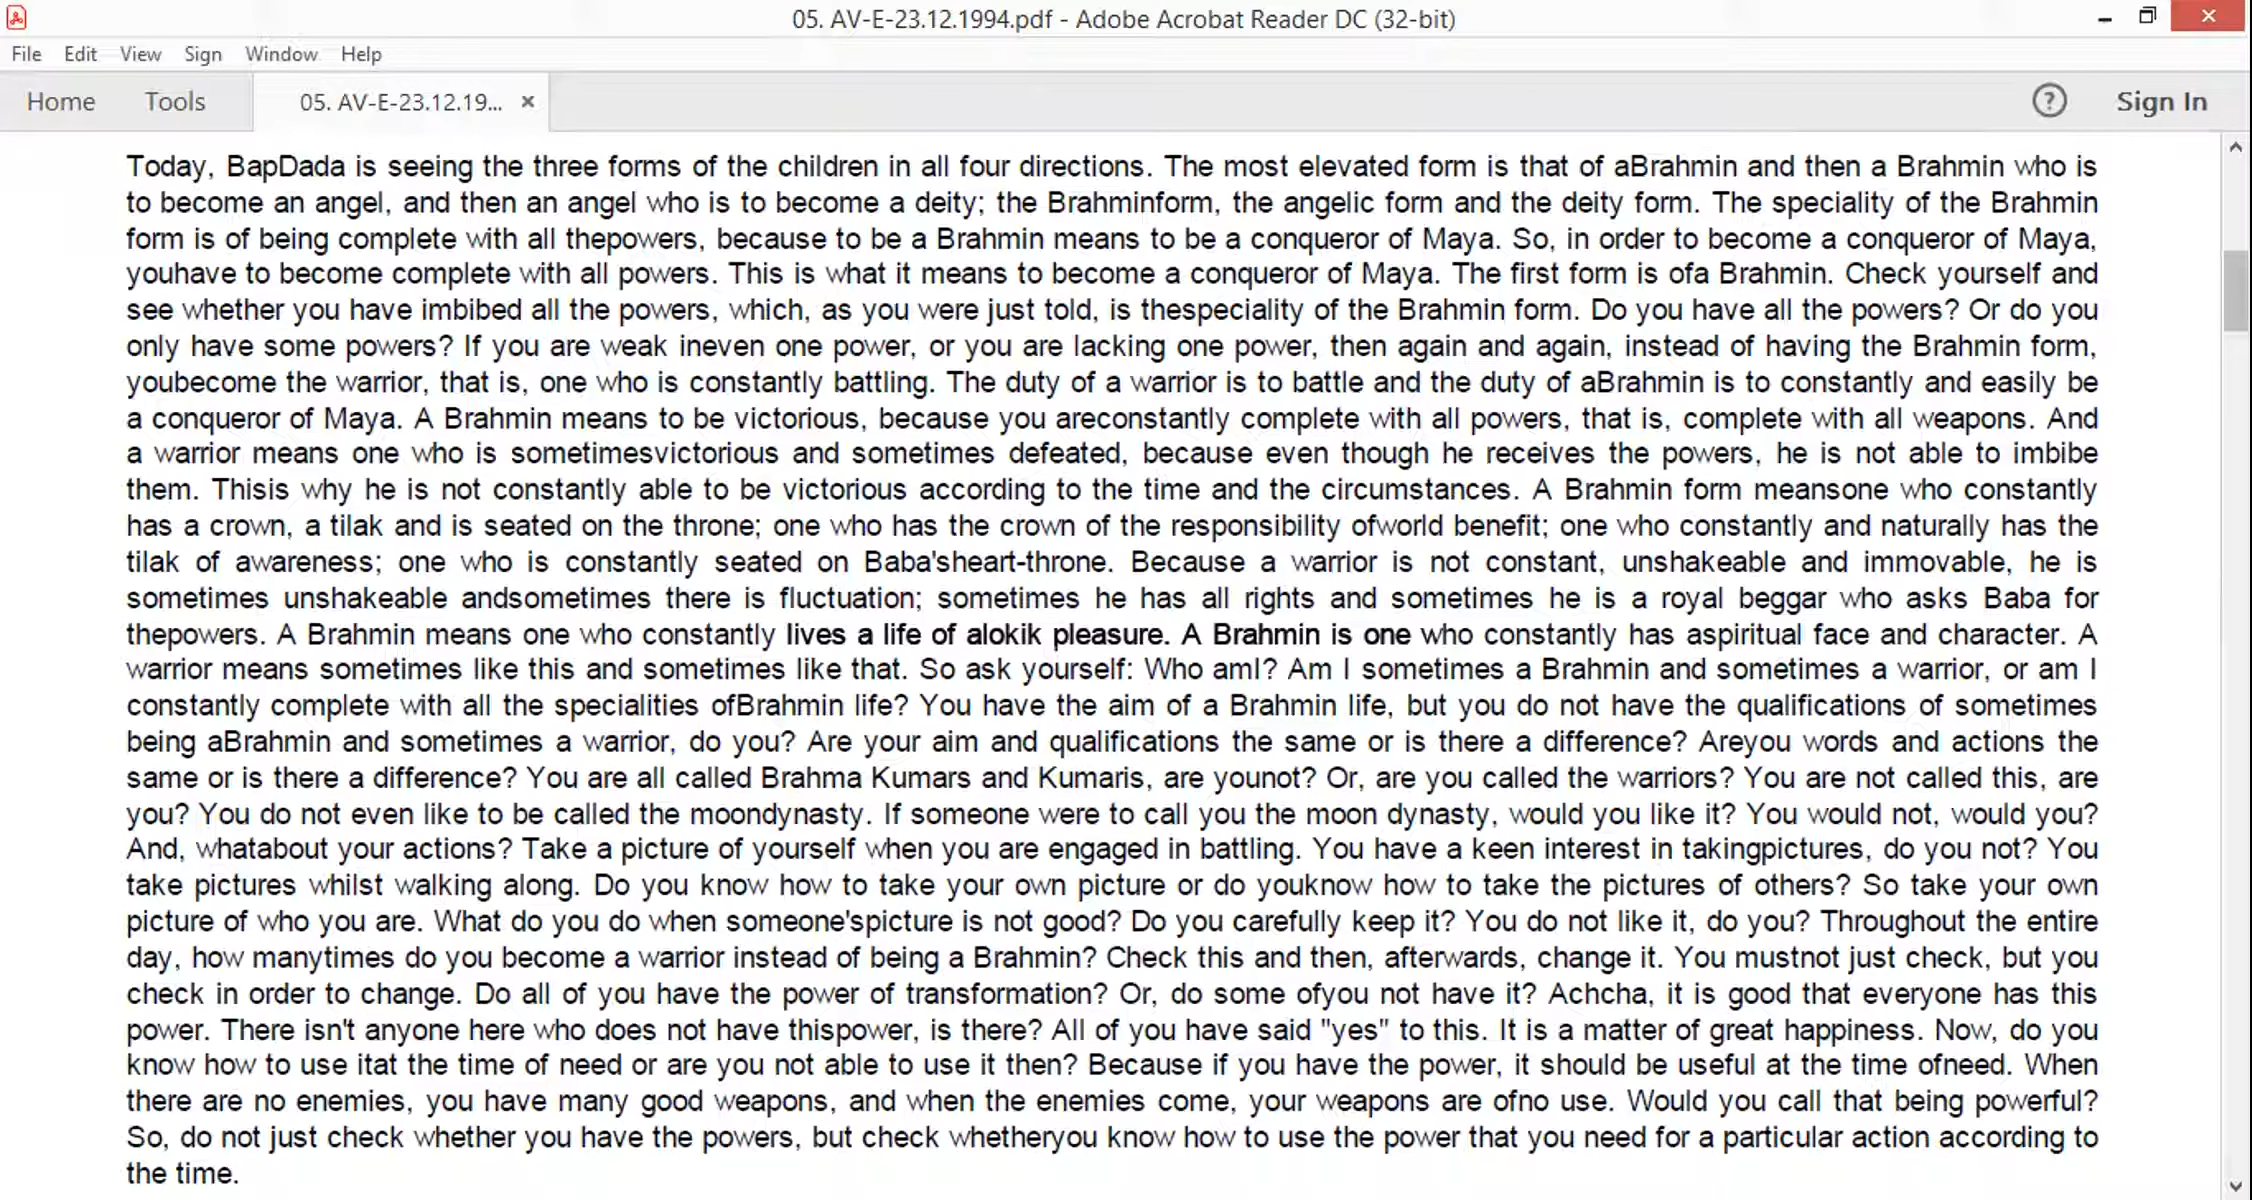 05. AV-E-23.12.1994.pdf - Adobe Acrobat Reader DC (32-bit)
File Edit View Sign Window Help
Home Tools 05. AV-E-23.12.19... × ? Sign In
Today, BapDada is seeing the three forms of the children in all four directions. The most elevated form is that of aBrahmin and then a Brahmin who is
to become an angel, and then an angel who is to become a deity; the Brahminform, the angelic form and the deity form. The speciality of the Brahmin
form is of being complete with all thepowers, because to be a Brahmin means to be a conqueror of Maya. So, in order to become a conqueror of Maya,
youhave to become complete with all powers. This is what it means to become a conqueror of Maya. The first form is ofa Brahmin. Check yourself and
see whether you have imbibed all the powers, which, as you were just told, is thespeciality of the Brahmin form. Do you have all the powers? Or do you
only have some powers? If you are weak ineven one power, or you are lacking one power, then again and again, instead of having the Brahmin form,
youbecome the warrior, that is, one who is constantly battling. The duty of a warrior is to battle and the duty of aBrahmin is to constantly and easily be
a conqueror of Maya. A Brahmin means to be victorious, because you areconstantly complete with all powers, that is, complete with all weapons. And
a warrior means one who is sometimesvictorious and sometimes defeated, because even though he receives the powers, he is not able to imbibe
them. Thisis why he is not constantly able to be victorious according to the time and the circumstances. A Brahmin form meansone who constantly
has a crown, a tilak and is seated on the throne; one who has the crown of the responsibility ofworld benefit; one who constantly and naturally has the
tilak of awareness; one who is constantly seated on Baba'sheart-throne. Because a warrior is not constant, unshakeable and immovable, he is
sometimes unshakeable andsometimes there is fluctuation; sometimes he has all rights and sometimes he is a royal beggar who asks Baba for
thepowers. A Brahmin means one who constantly lives a life of alokik pleasure. A Brahmin is one who constantly has aspiritual face and character. A
warrior means sometimes like this and sometimes like that. So ask yourself: Who amI? Am I sometimes a Brahmin and sometimes a warrior, or am I
constantly complete with all the specialities ofBrahmin life? You have the aim of a Brahmin life, but you do not have the qualifications of sometimes
being aBrahmin and sometimes a warrior, do you? Are your aim and qualifications the same or is there a difference? Areyou words and actions the
same or is there a difference? You are all called Brahma Kumars and Kumaris, are younot? Or, are you called the warriors? You are not called this, are
you? You do not even like to be called the moondynasty. If someone were to call you the moon dynasty, would you like it? You would not, would you?
And, whatabout your actions? Take a picture of yourself when you are engaged in battling. You have a keen interest in takingpictures, do you not? You
take pictures whilst walking along. Do you know how to take your own picture or do youknow how to take the pictures of others? So take your own
picture of who you are. What do you do when someone'spicture is not good? Do you carefully keep it? You do not like it, do you? Throughout the entire
day, how manytimes do you become a warrior instead of being a Brahmin? Check this and then, afterwards, change it. You mustnot just check, but you
check in order to change. Do all of you have the power of transformation? Or, do some ofyou not have it? Achcha, it is good that everyone has this
power. There isn't anyone here who does not have thispower, is there? All of you have said "yes" to this. It is a matter of great happiness. Now, do you
know how to use itat the time of need or are you not able to use it then? Because if you have the power, it should be useful at the time ofneed. When
there are no enemies, you have many good weapons, and when the enemies come, your weapons are ofno use. Would you call that being powerful?
So, do not just check whether you have the powers, but check whetheryou know how to use the power that you need for a particular action according to
the time.